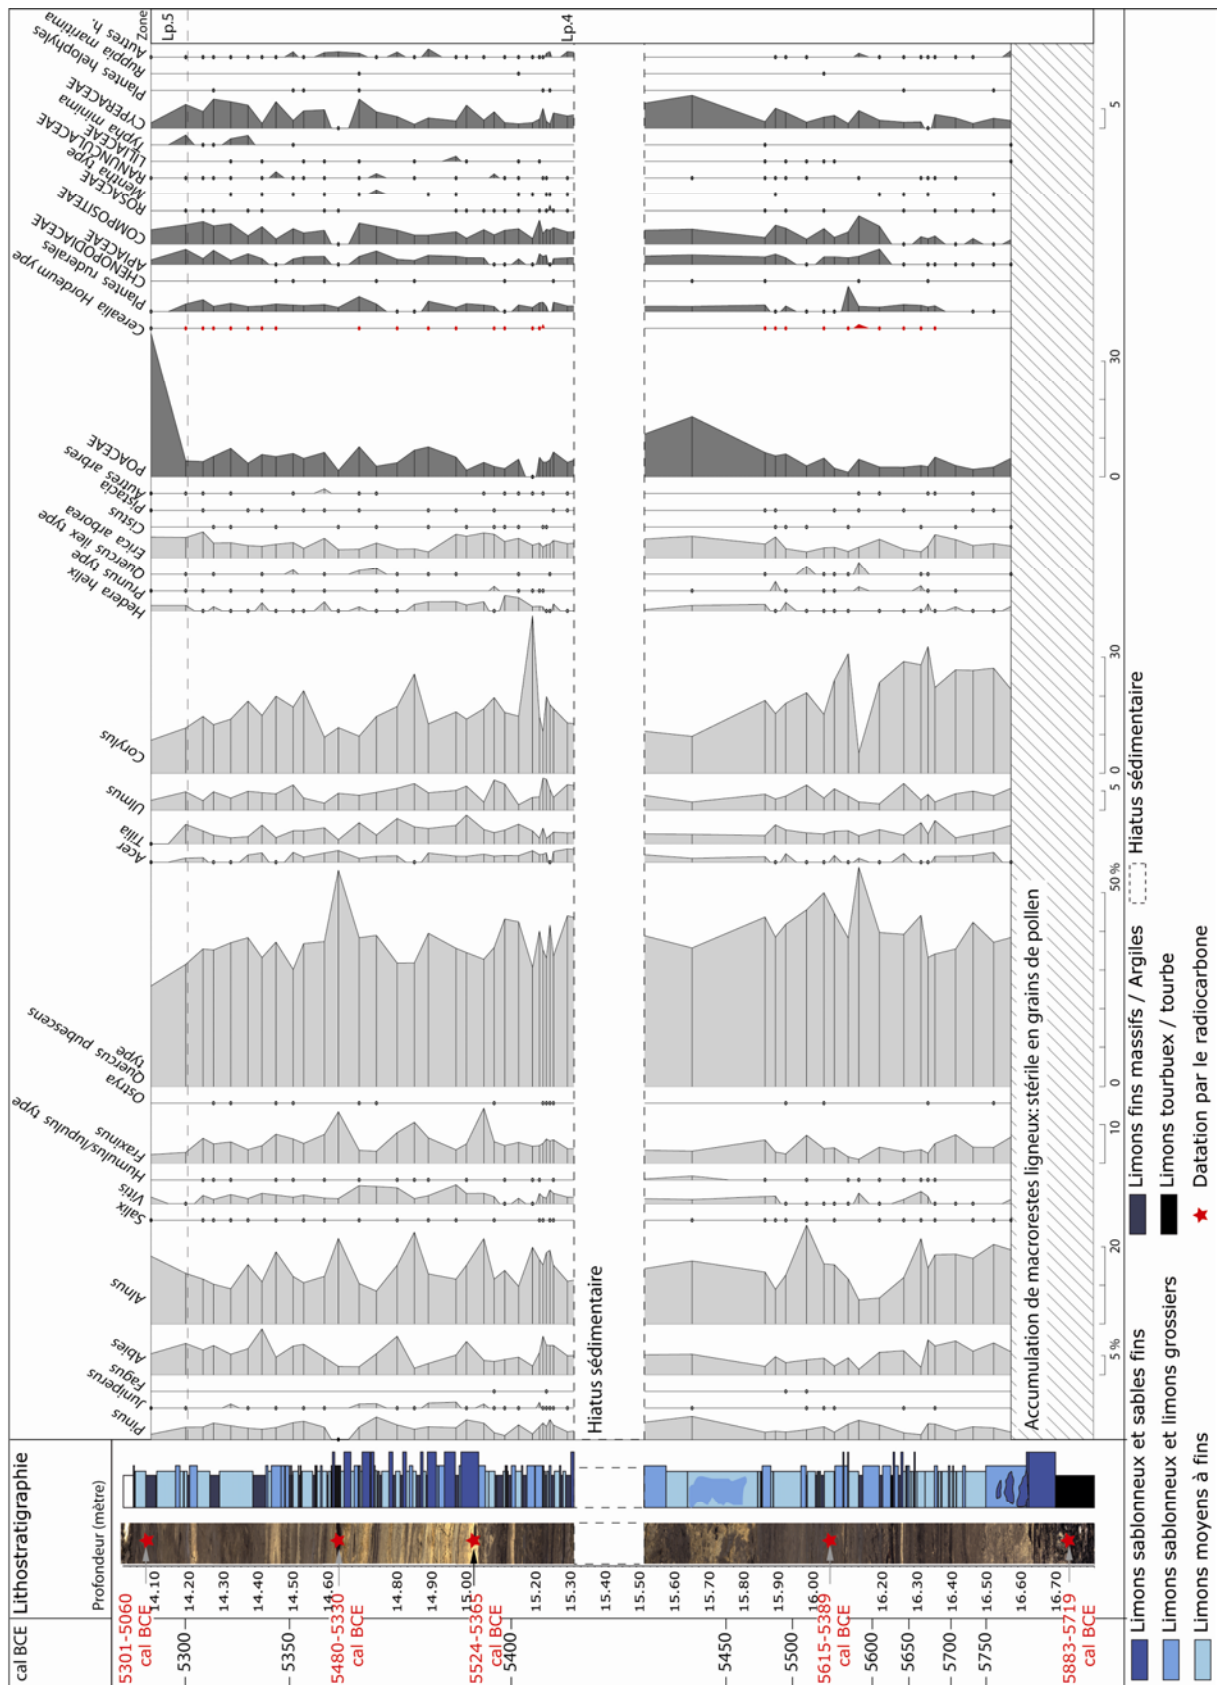 cal BCE
Lithostratigraphie
Profondeur (mètre)
5301-5060
cal BCE
5480-5330
cal BCE
5524-5365
cal BCE
5615-5389
cal BCE
5883-5719
cal BCE
5300
5350
5400
5450
5500
5600
5700
5750
14.10
14.20
14.30
14.40
14.50
14.60
14.80
14.90
15.00
15.20
15.30
15.40
15.50
15.60
15.70
15.80
15.90
16.00
16.20
16.40
16.50
16.60
16.70
Pinus
Juniperus
Fagus
Abies
Alnus
Salix
Vitis
Humulus/lupulus type
Fraxinus
Ostrya
Quercus pubescens
type
Acer
Tilia
Ulmus
Corylus
Hedera helix
Prunus type
Quercus ilex type
Erica arborea
Cistus
Pistacia
Autres arbres
POACEAE
Cerealia Hordeum type
Plantes ruderales
CHENOPODIACEAE
APIACEAE
COMPOSITEAE
ROSACEAE
Mentha type
RANUNCULACEAE
LILIACEAE
Typha minima
CYPERACEAE
Plantes helophyles
Ruppia maritima
Autres h.
Zone
Lp.5
Lp.4
Hiatus sédimentaire
Accumulation de macrorestes ligneux: stérile en grains de pollen
5 %
20
10
0
50 %
5
0
30
0
30
5
Limons sablonneux et sables fins
Limons sablonneux et limons grossiers
Limons moyens à fins
Limons fins massifs / Argiles
Limons tourbuex / tourbe
Datation par le radiocarbone
Hiatus sédimentaire